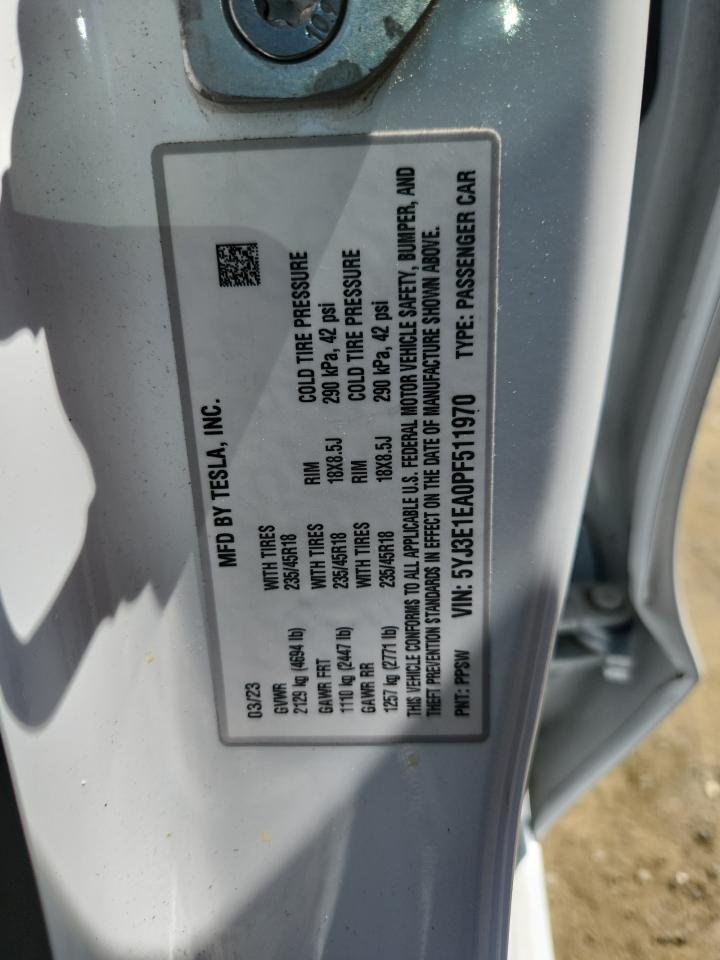 10.9
MFD BY TESLA, INC.
03/23
GVWR WITH TIRES RIM COLD TIRE PRESSURE
2129 kg (4694 lb) 235/45R18 18X8.5J 290 kPa, 42 psi
GAWR FRT WITH TIRES RIM COLD TIRE PRESSURE
1110 kg (2447 lb) 235/45R18 18X8.5J 290 kPa, 42 psi
GAWR RR WITH TIRES
1257 kg (2771 lb) 235/45R18
THIS VEHICLE CONFORMS TO ALL APPLICABLE U.S. FEDERAL MOTOR VEHICLE SAFETY, BUMPER, AND
THEFT PREVENTION STANDARDS IN EFFECT ON THE DATE OF MANUFACTURE SHOWN ABOVE.
PNT: PPSW VIN: 5YJ3E1EA0PF511970 TYPE: PASSENGER CAR